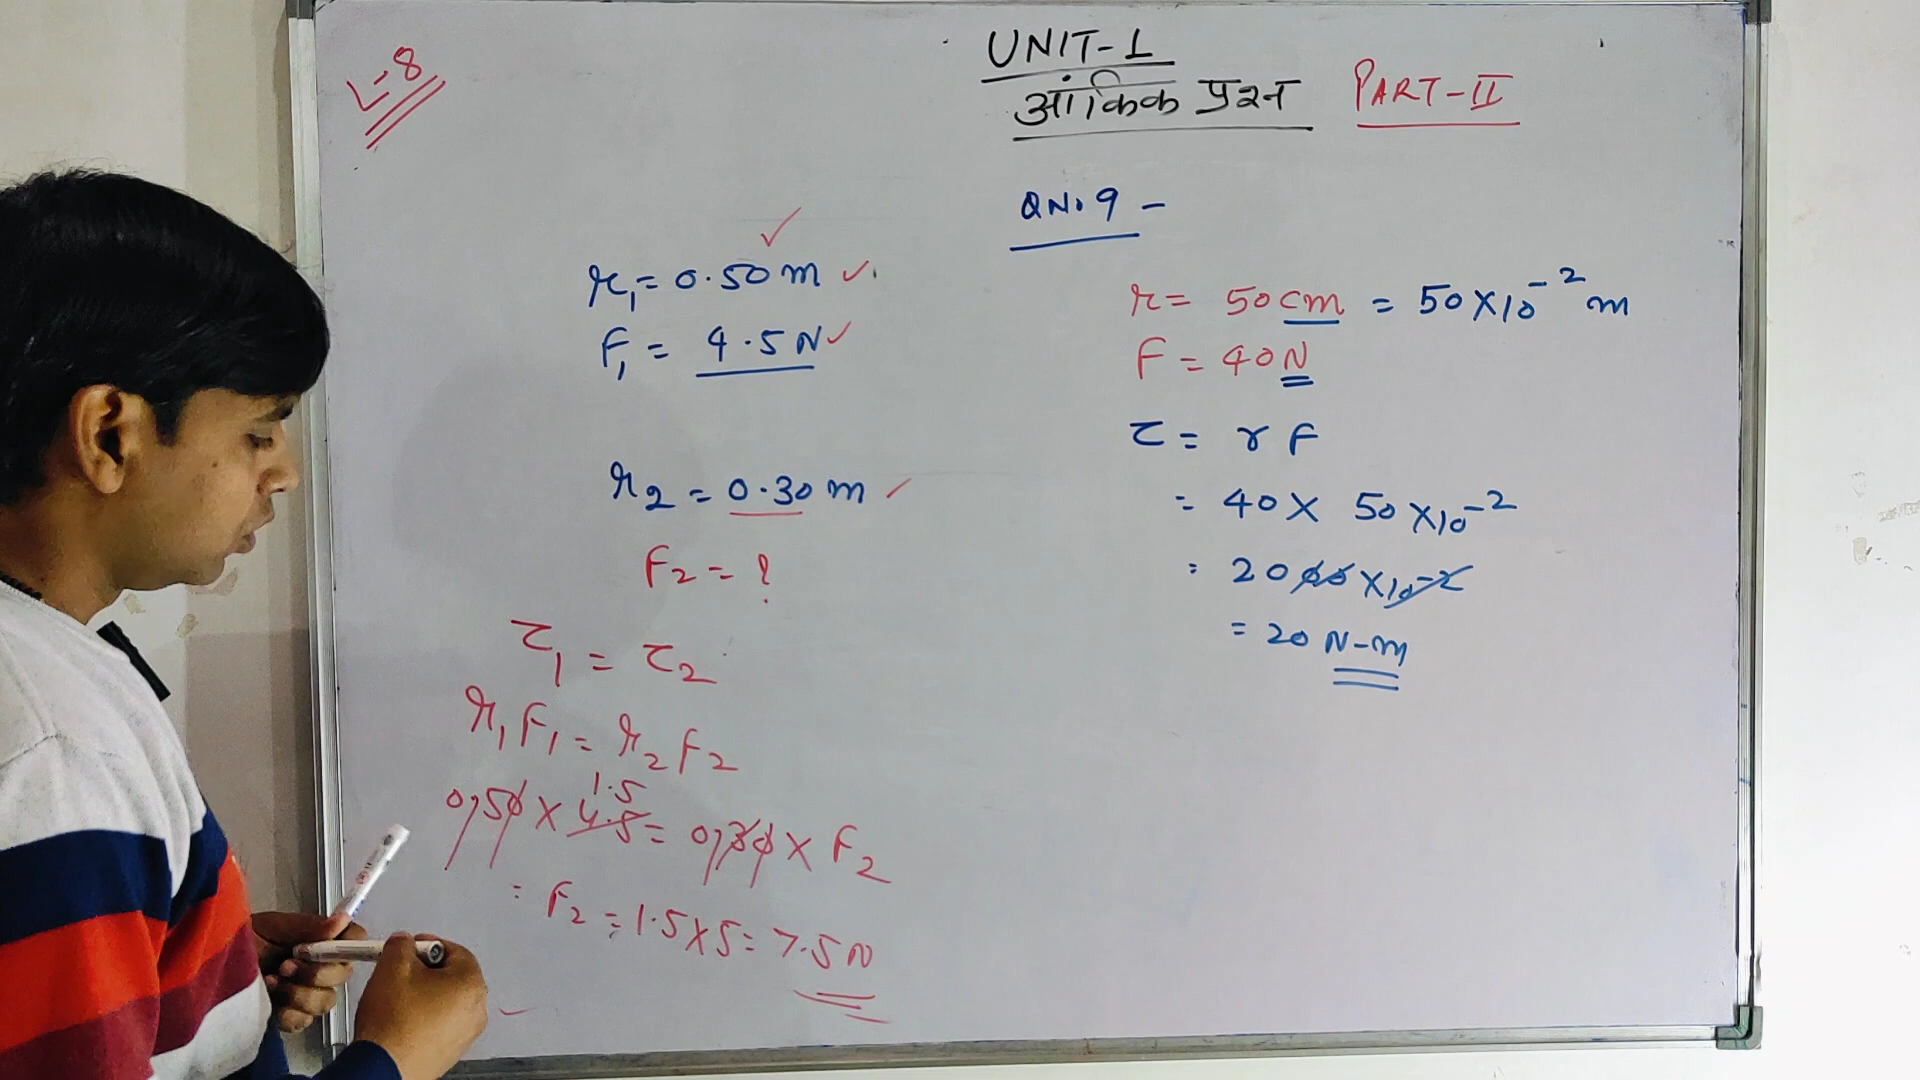 L-8
UNIT-1
आंकिक प्रश्न PART-II
r₁ = 0.50 m
F₁ = 4.5 N
r₂ = 0.30 m
F₂ = ?
τ₁ = τ₂
r₁F₁ = r₂F₂
1.5
0.50 × 4.5 = 0.30 × F₂
: F₂ = 1.5 × 5 = 7.5 N
QN.9 -
r = 50 cm = 50 × 10⁻² m
F = 40 N
τ = r F
= 40 × 50 × 10⁻²
= 2000 × 10⁻²
= 20 N-m